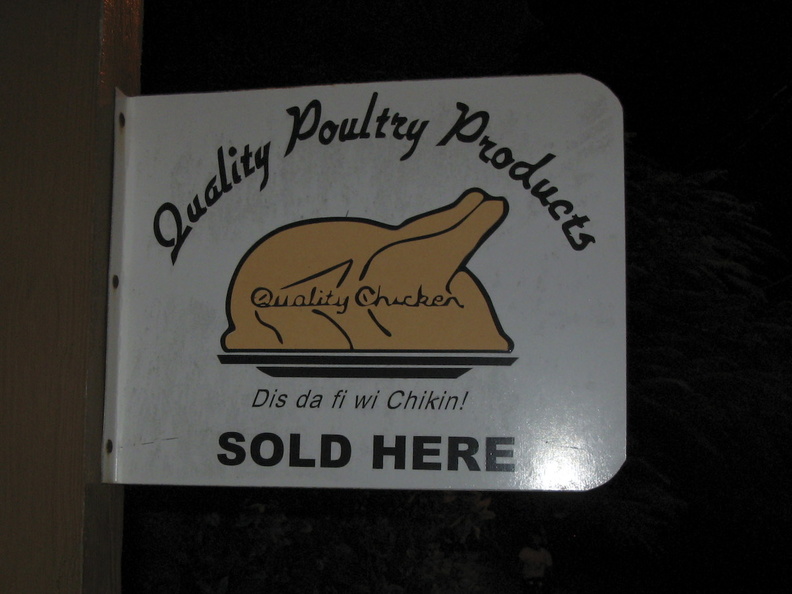 Quality Poultry Products
Quality Chicken
Dis da fi wi Chikin!
SOLD HERE